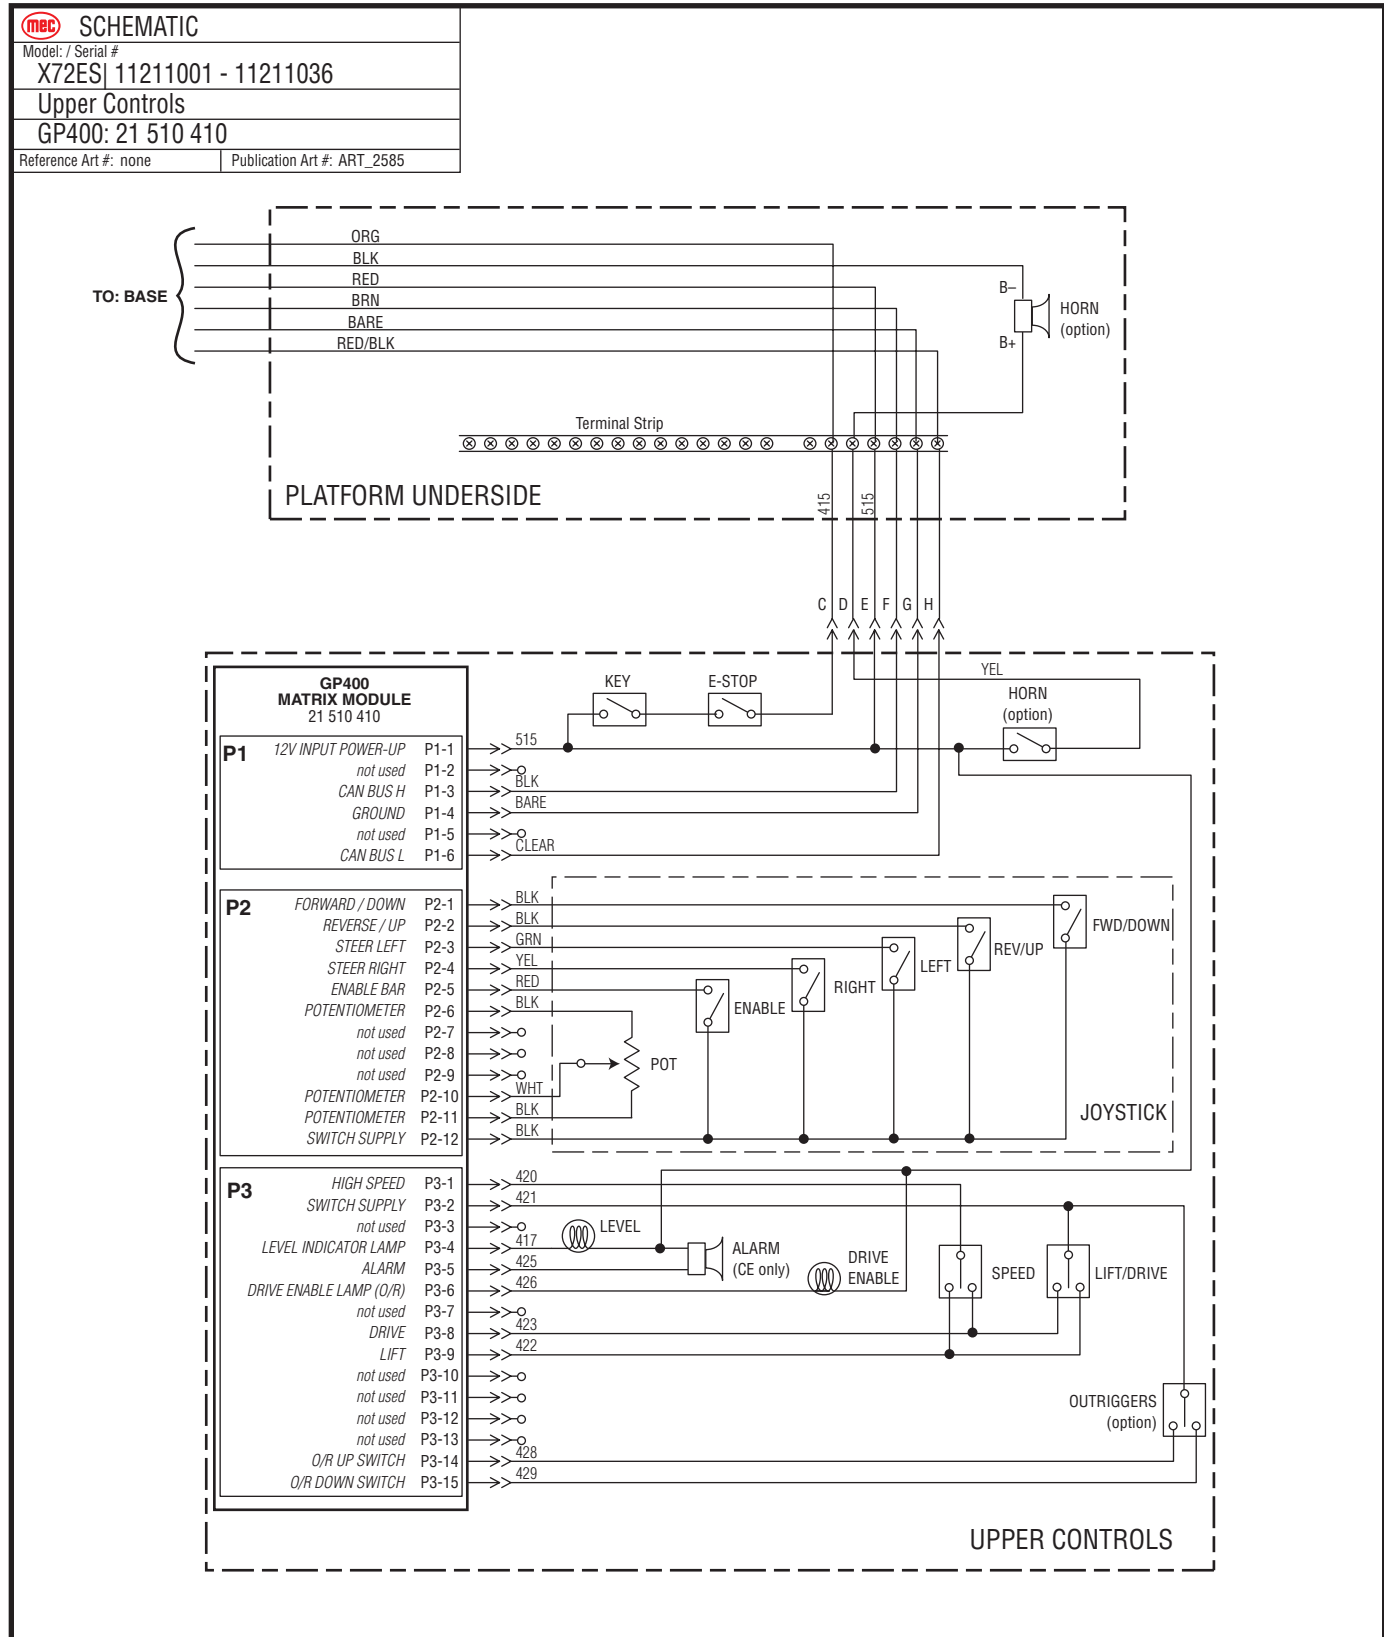 mec SCHEMATIC
Model: / Serial #
X72ES| 11211001 - 11211036
Upper Controls
GP400: 21 510 410
Reference Art #: none Publication Art #: ART_2585
ORG
BLK
RED
BRN
BARE
RED/BLK
TO: BASE
B–
HORN
(option)
B+
Terminal Strip
PLATFORM UNDERSIDE
415
515
C D E F G H
GP400
MATRIX MODULE
21 510 410
KEY
E-STOP
YEL
HORN
(option)
P1
12V INPUT POWER-UP P1-1 515
not used P1-2
CAN BUS H P1-3 BLK
GROUND P1-4 BARE
not used P1-5
CAN BUS L P1-6 CLEAR
P2
FORWARD / DOWN P2-1 BLK
REVERSE / UP P2-2 BLK
STEER LEFT P2-3 GRN
STEER RIGHT P2-4 YEL
ENABLE BAR P2-5 RED
POTENTIOMETER P2-6 BLK
not used P2-7
not used P2-8
not used P2-9
POTENTIOMETER P2-10 WHT
POTENTIOMETER P2-11 BLK
SWITCH SUPPLY P2-12 BLK
FWD/DOWN
REV/UP
LEFT
RIGHT
ENABLE
POT
JOYSTICK
P3
HIGH SPEED P3-1 420
SWITCH SUPPLY P3-2 421
not used P3-3
LEVEL INDICATOR LAMP P3-4 417
ALARM P3-5 425
DRIVE ENABLE LAMP (O/R) P3-6 426
not used P3-7
DRIVE P3-8 423
LIFT P3-9 422
not used P3-10
not used P3-11
not used P3-12
not used P3-13
O/R UP SWITCH P3-14 428
O/R DOWN SWITCH P3-15 429
LEVEL
ALARM
(CE only)
DRIVE
ENABLE
SPEED
LIFT/DRIVE
OUTRIGGERS
(option)
UPPER CONTROLS